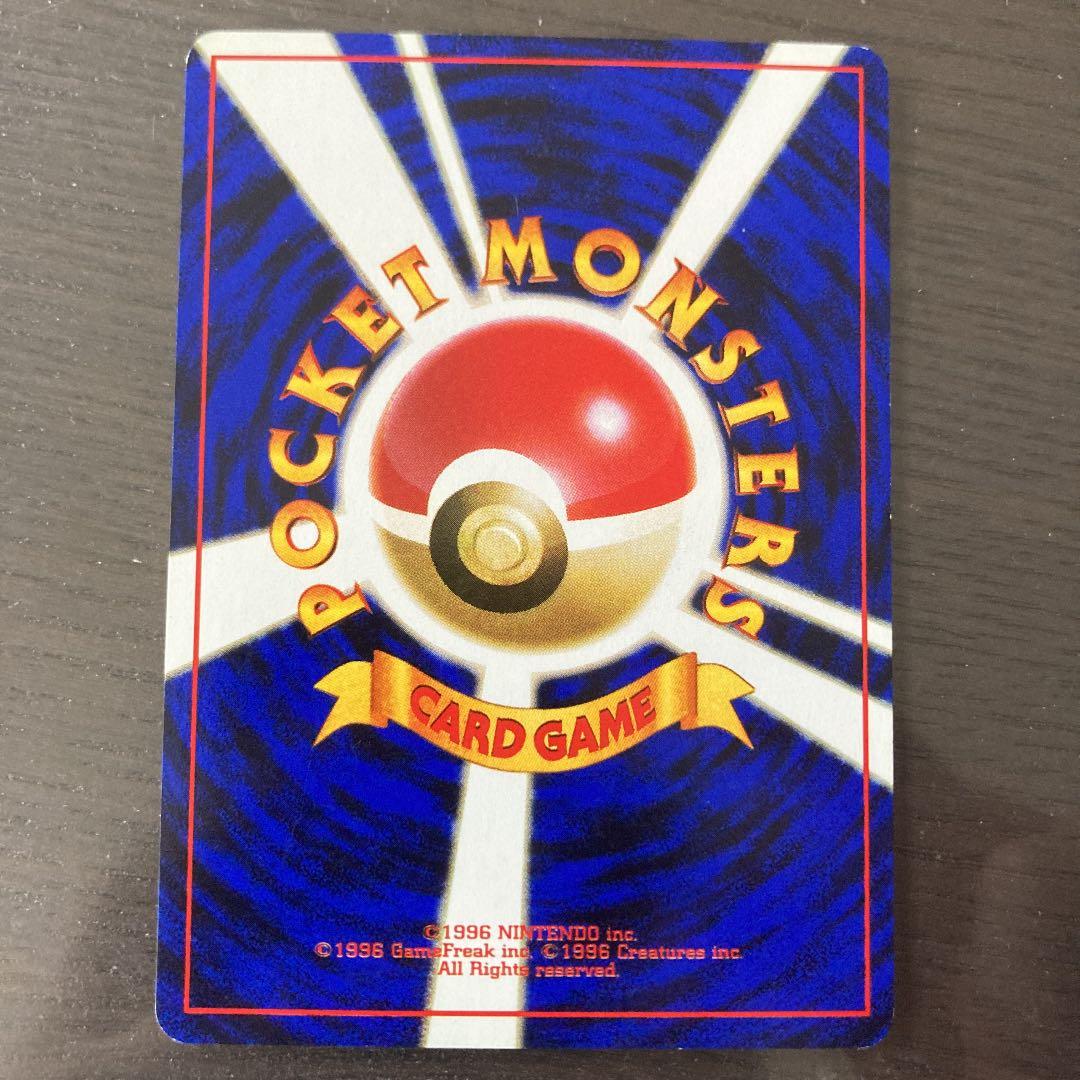 POCKET MONSTERS
CARD GAME
©1996 NINTENDO inc.
©1996 GameFreak inc. ©1996 Creatures inc.
All Rights reserved.